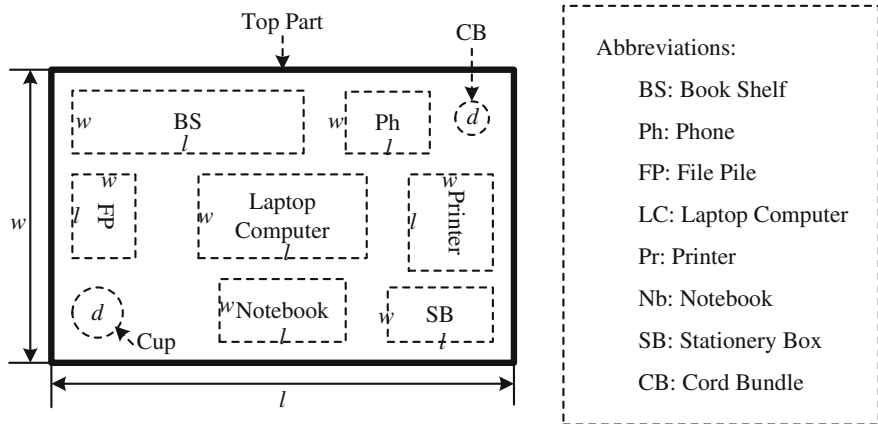 Top Part
CB
w
BS
l
w
Ph
l
d
w
w
FP
l
w
Laptop
Computer
l
w
Printer
l
w
d
Cup
w
Notebook
l
w
SB
l
l
Abbreviations:
BS: Book Shelf
Ph: Phone
FP: File Pile
LC: Laptop Computer
Pr: Printer
Nb: Notebook
SB: Stationery Box
CB: Cord Bundle